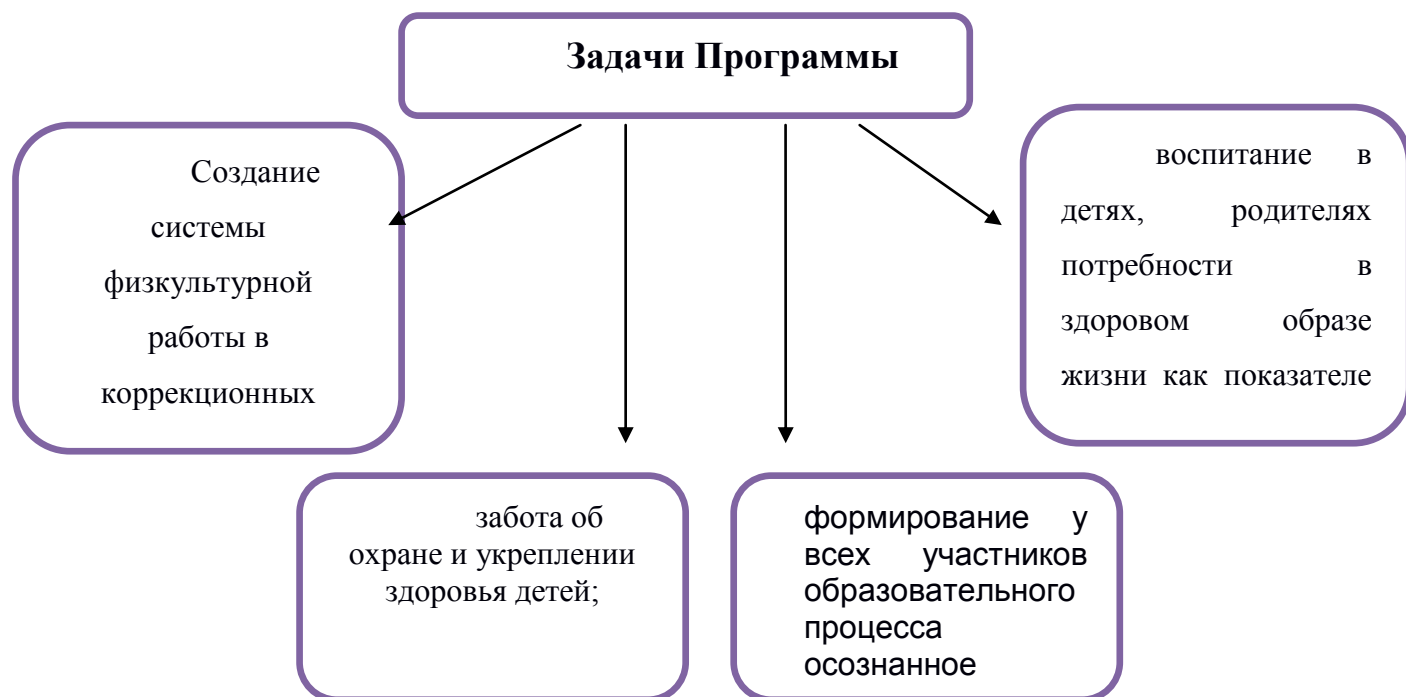 Задачи Программы
Создание
системы
физкультурной
работы в
коррекционных
воспитание в
детях, родителях
потребности в
здоровом образе
жизни как показателе
забота об
охране и укреплении
здоровья детей;
формирование у
всех участников
образовательного
процесса
осознанное